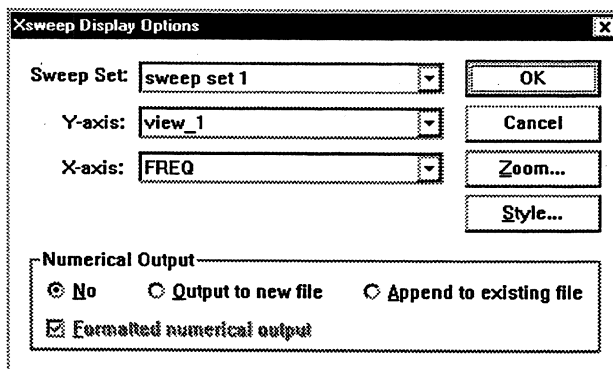 Xsweep Display Options
Sweep Set: sweep set 1 OK
Y-axis: view_1 Cancel
X-axis: FREQ Zoom...
Style...
Numerical Output
No Output to new file Append to existing file
Formatted numerical output